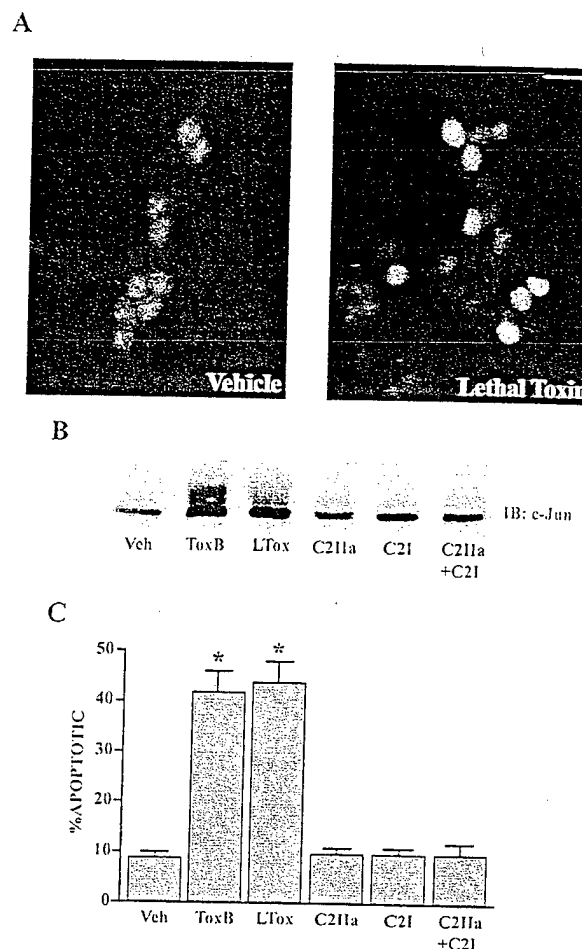 A
Vehicle
Lethal Toxin
B
IB: c-Jun
Veh ToxB LTox C2IIa C2I C2IIa
+C2I
C
50
40
30
20
10
0
%APOPTOTIC
* *
Veh ToxB LTox C2IIa C2I C2IIa
+C2I